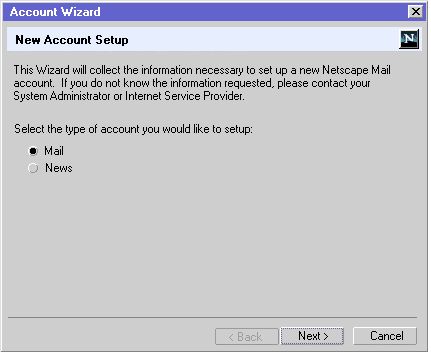 Account Wizard
New Account Setup
N
This Wizard will collect the information necessary to set up a new Netscape Mail
account. If you do not know the information requested, please contact your
System Administrator or Internet Service Provider.
Select the type of account you would like to setup:
Mail
News
< Back
Next >
Cancel